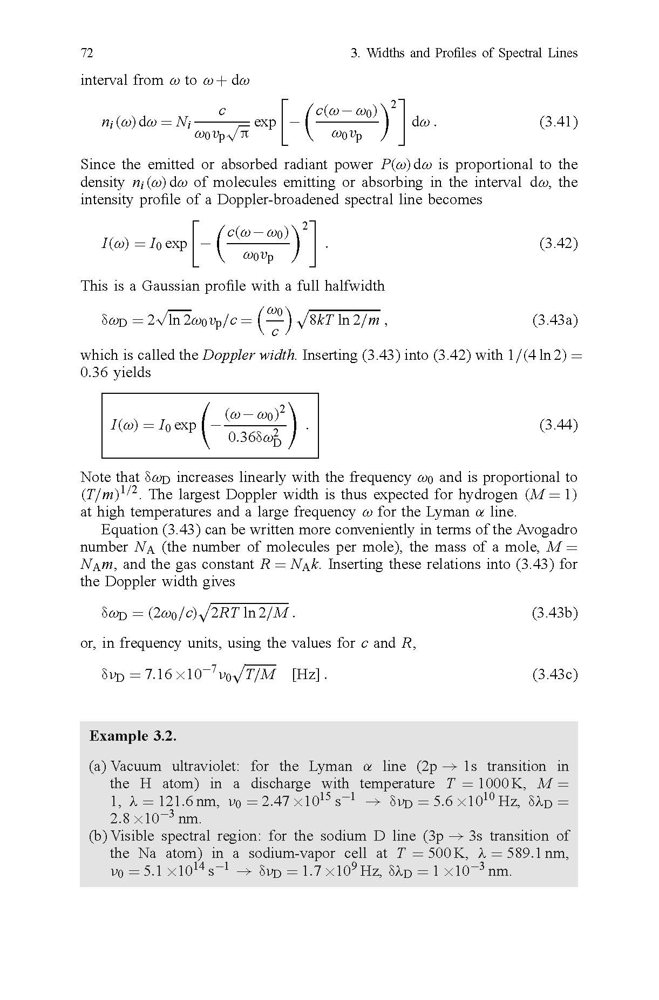 72 3. Widths and Profiles of Spectral Lines
interval from ω to ω + dω
n_i(ω) dω = N_i \frac{c}{ω_0 v_p \sqrt{π}} exp [ − ( \frac{c(ω − ω_0)}{ω_0 v_p} )^2 ] dω . (3.41)
Since the emitted or absorbed radiant power P(ω) dω is proportional to the
density n_i(ω) dω of molecules emitting or absorbing in the interval dω, the
intensity profile of a Doppler-broadened spectral line becomes
I(ω) = I_0 exp [ − ( \frac{c(ω − ω_0)}{ω_0 v_p} )^2 ] . (3.42)
This is a Gaussian profile with a full halfwidth
δω_D = 2\sqrt{ln 2} ω_0 v_p/c = ( \frac{ω_0}{c} ) \sqrt{8kT ln 2/m} , (3.43a)
which is called the Doppler width. Inserting (3.43) into (3.42) with 1/(4 ln 2) =
0.36 yields
I(ω) = I_0 exp ( − \frac{(ω − ω_0)^2}{0.36δω_D^2} ) . (3.44)
Note that δω_D increases linearly with the frequency ω_0 and is proportional to
(T/m)^{1/2}. The largest Doppler width is thus expected for hydrogen (M = 1)
at high temperatures and a large frequency ω for the Lyman α line.
Equation (3.43) can be written more conveniently in terms of the Avogadro
number N_A (the number of molecules per mole), the mass of a mole, M =
N_A m, and the gas constant R = N_A k. Inserting these relations into (3.43) for
the Doppler width gives
δω_D = (2ω_0/c)\sqrt{2RT ln 2/M} . (3.43b)
or, in frequency units, using the values for c and R,
δν_D = 7.16 × 10^{−7} ν_0 \sqrt{T/M} [Hz] . (3.43c)
Example 3.2.
(a) Vacuum ultraviolet: for the Lyman α line (2p → 1s transition in
the H atom) in a discharge with temperature T = 1000 K, M =
1, λ = 121.6 nm, ν_0 = 2.47 × 10^{15} s^{−1} → δν_D = 5.6 × 10^{10} Hz, δλ_D =
2.8 × 10^{−3} nm.
(b) Visible spectral region: for the sodium D line (3p → 3s transition of
the Na atom) in a sodium-vapor cell at T = 500 K, λ = 589.1 nm,
ν_0 = 5.1 × 10^{14} s^{−1} → δν_D = 1.7 × 10^9 Hz, δλ_D = 1 × 10^{−3} nm.